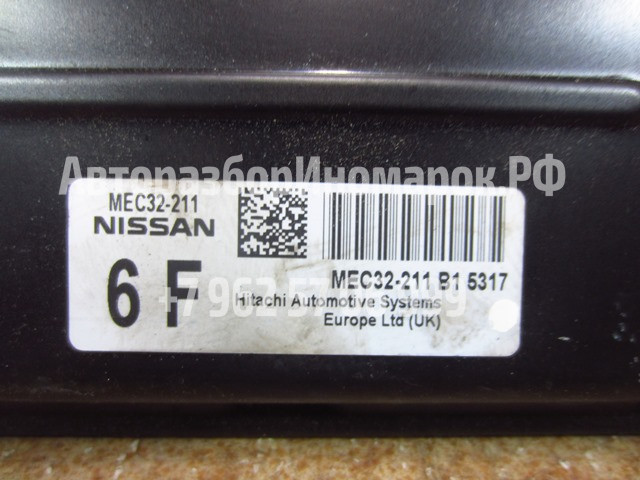 АвторазборИномарок.РФ
MEC32-211
NISSAN
6 F
MEC32-211 B1 5317
Hitachi Automotive Systems
Europe Ltd (UK)